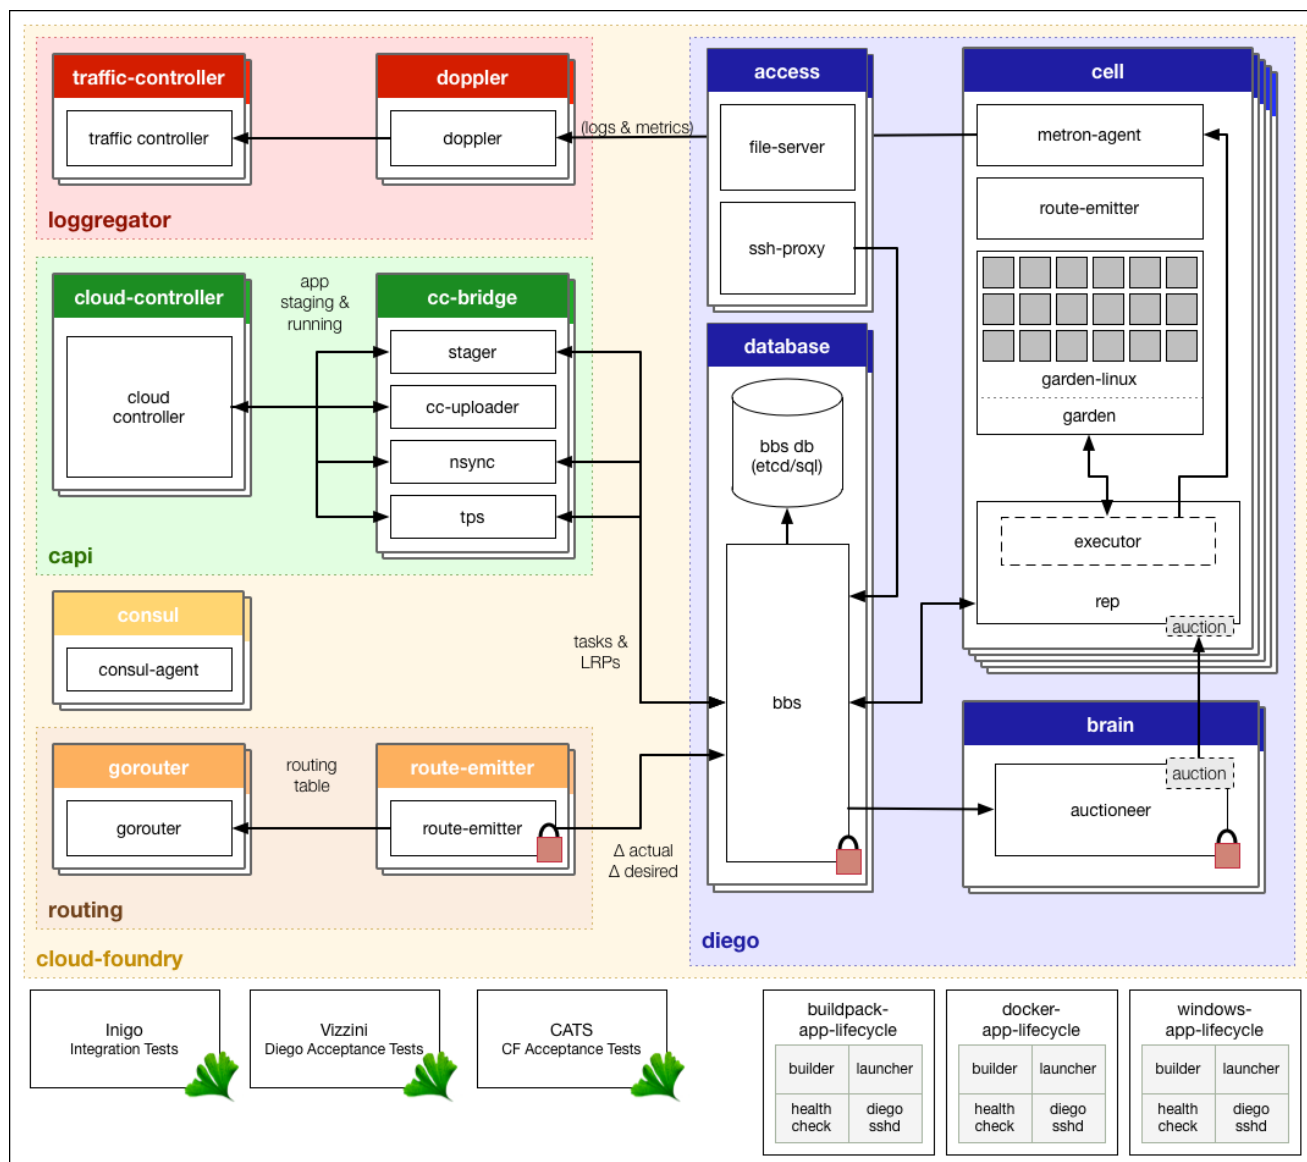 traffic-controller
traffic controller
doppler
doppler
(logs & metrics)
loggregator
cloud-controller
cloud
controller
app
staging &
running
cc-bridge
stager
cc-uploader
nsync
tps
capi
consul
consul-agent
tasks &
LRPs
gorouter
gorouter
routing
table
route-emitter
route-emitter
Δ actual
Δ desired
routing
cloud-foundry
access
file-server
ssh-proxy
database
bbs db
(etcd/sql)
bbs
cell
metron-agent
route-emitter
garden-linux
garden
executor
rep
auction
brain
auction
auctioneer
diego
Inigo
Integration Tests
Vizzini
Diego Acceptance Tests
CATS
CF Acceptance Tests
buildpack-
app-lifecycle
builder
launcher
health
check
diego
sshd
docker-
app-lifecycle
builder
launcher
health
check
diego
sshd
windows-
app-lifecycle
builder
launcher
health
check
diego
sshd